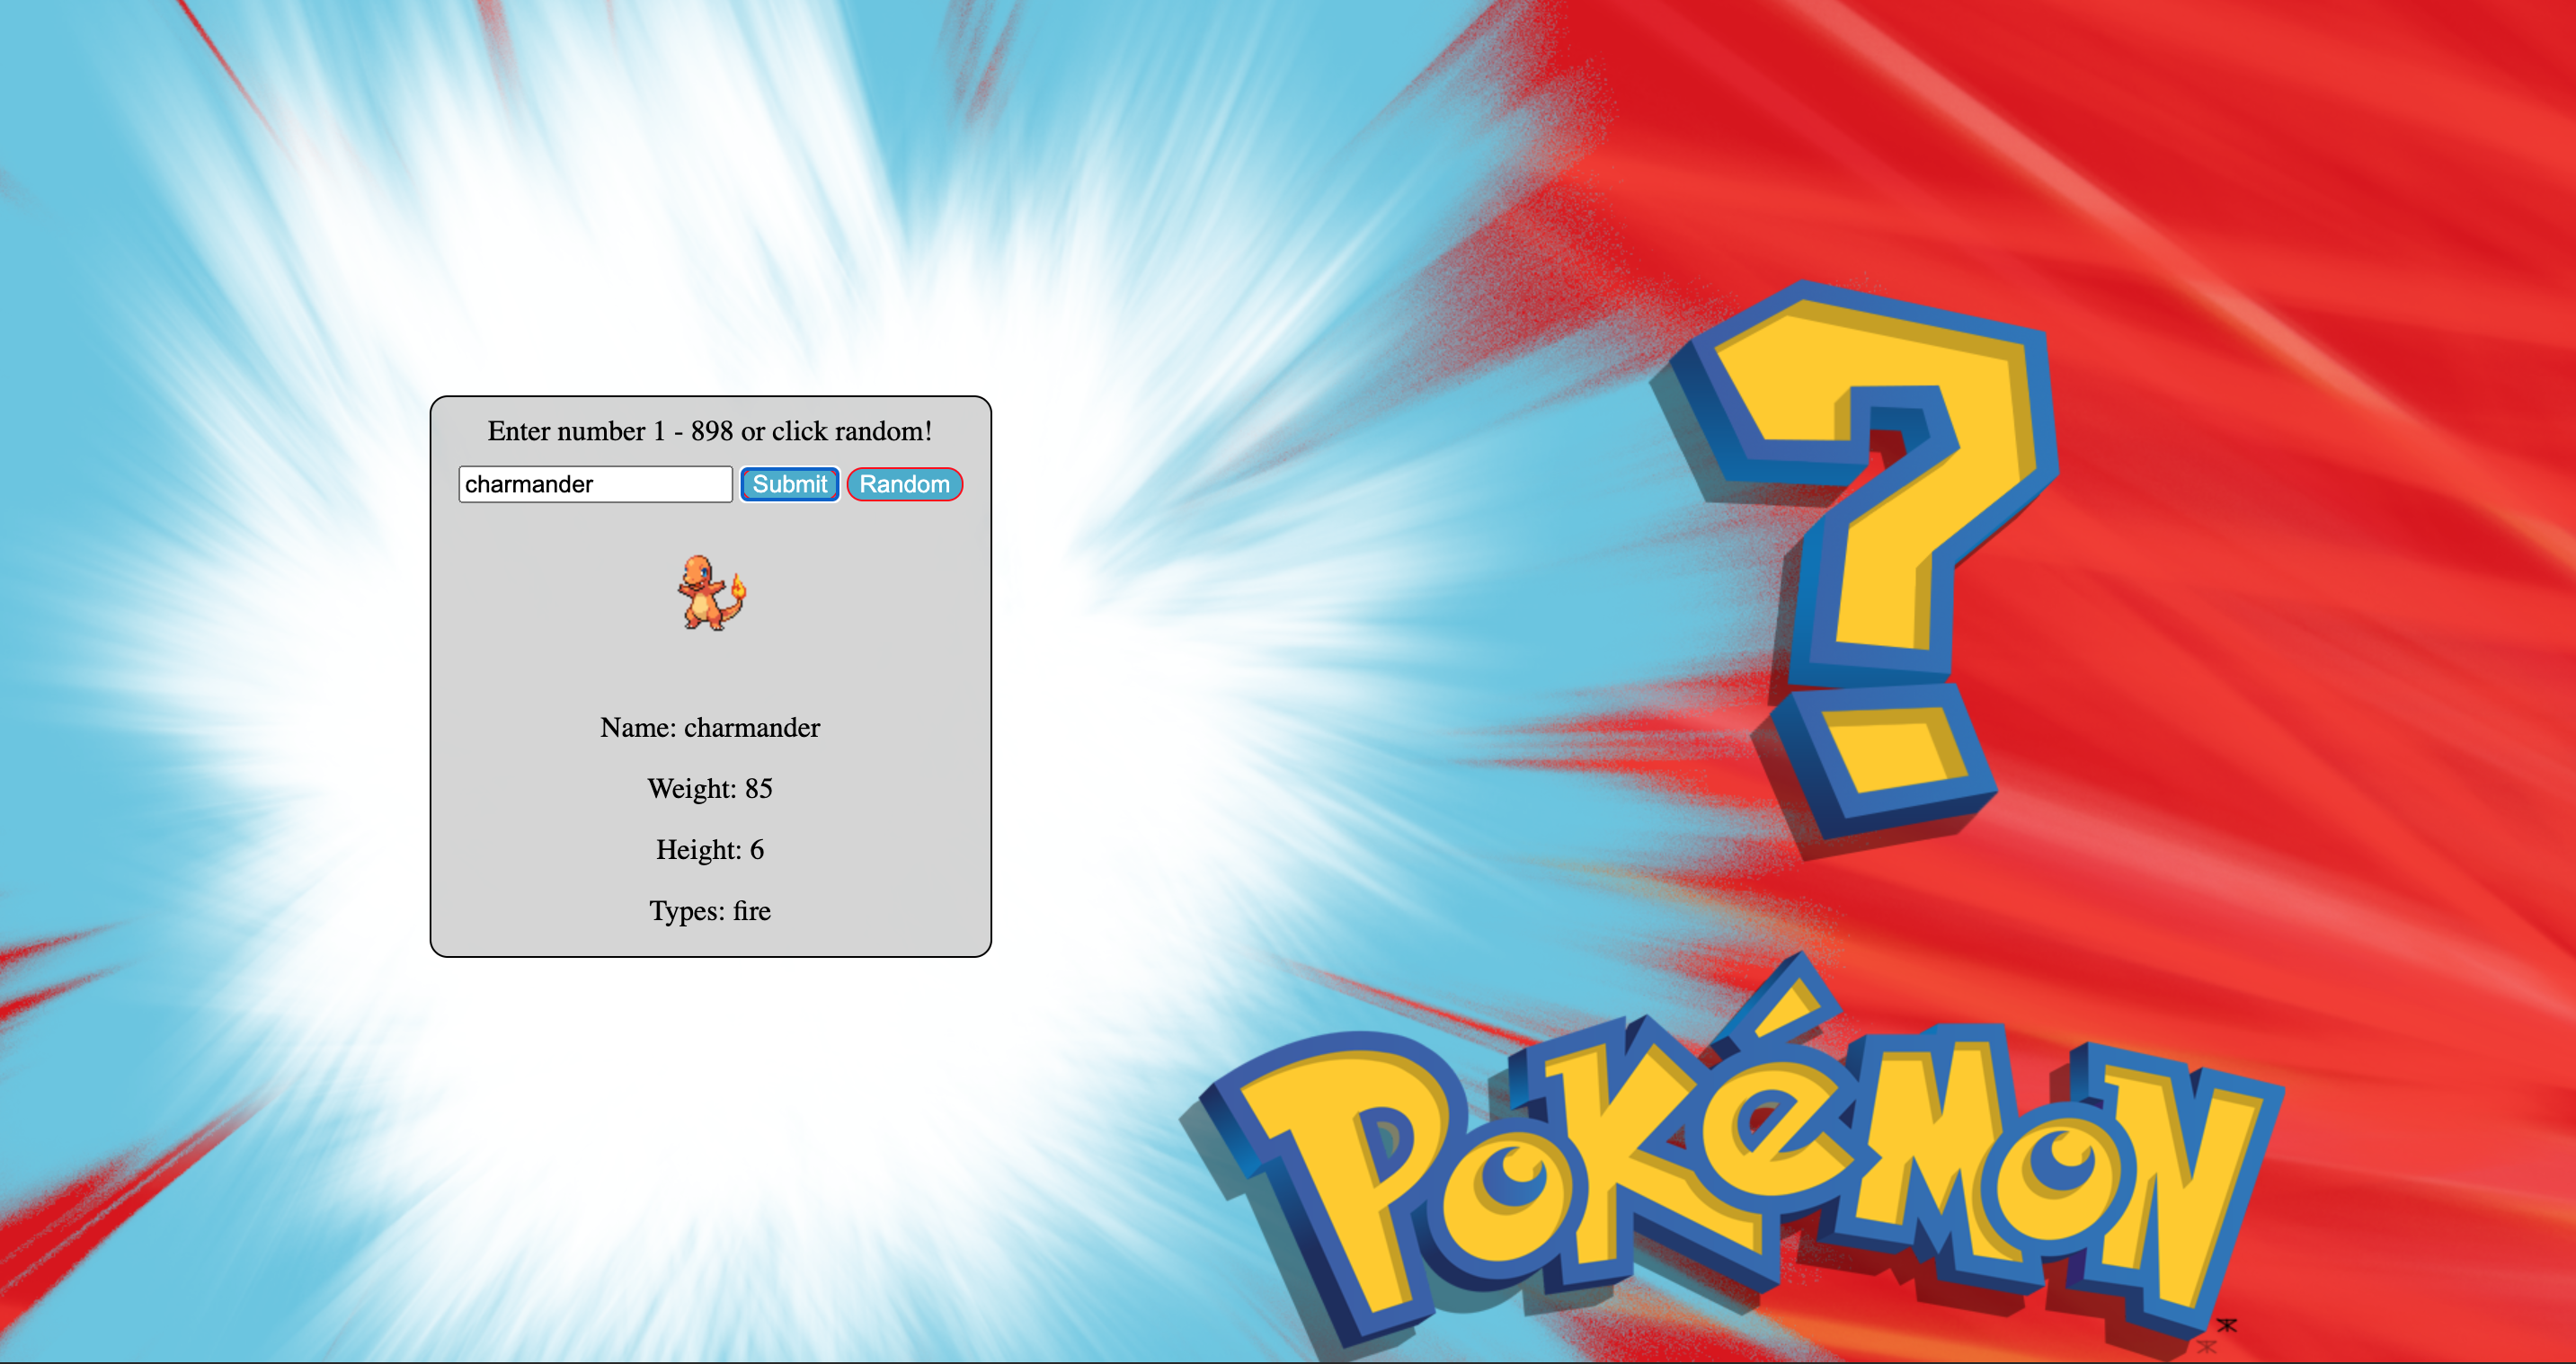 Enter number 1 - 898 or click random!
charmander Submit Random
Name: charmander
Weight: 85
Height: 6
Types: fire
?
POKéMON